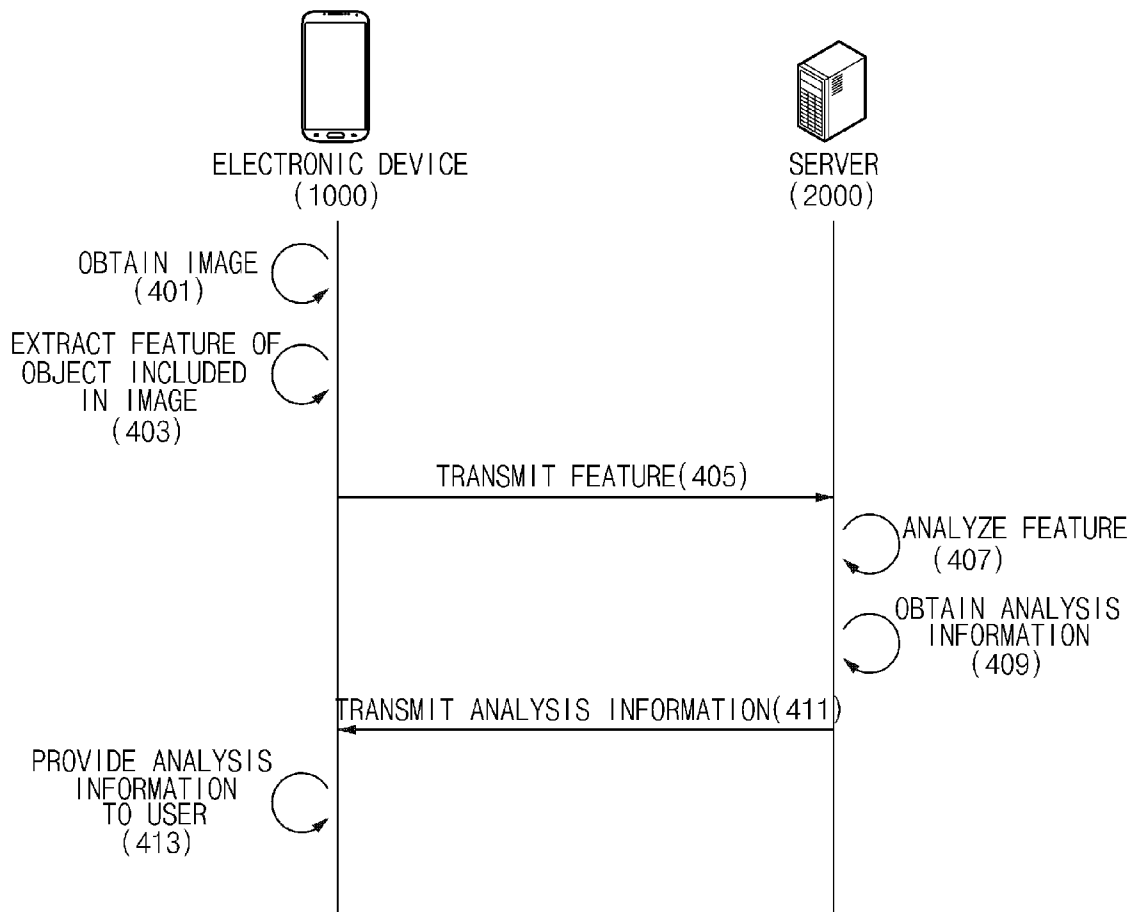 ELECTRONIC DEVICE
(1000)
SERVER
(2000)
OBTAIN IMAGE
(401)
EXTRACT FEATURE OF
OBJECT INCLUDED
IN IMAGE
(403)
TRANSMIT FEATURE(405)
ANALYZE FEATURE
(407)
OBTAIN ANALYSIS
INFORMATION
(409)
TRANSMIT ANALYSIS INFORMATION(411)
PROVIDE ANALYSIS
INFORMATION
TO USER
(413)